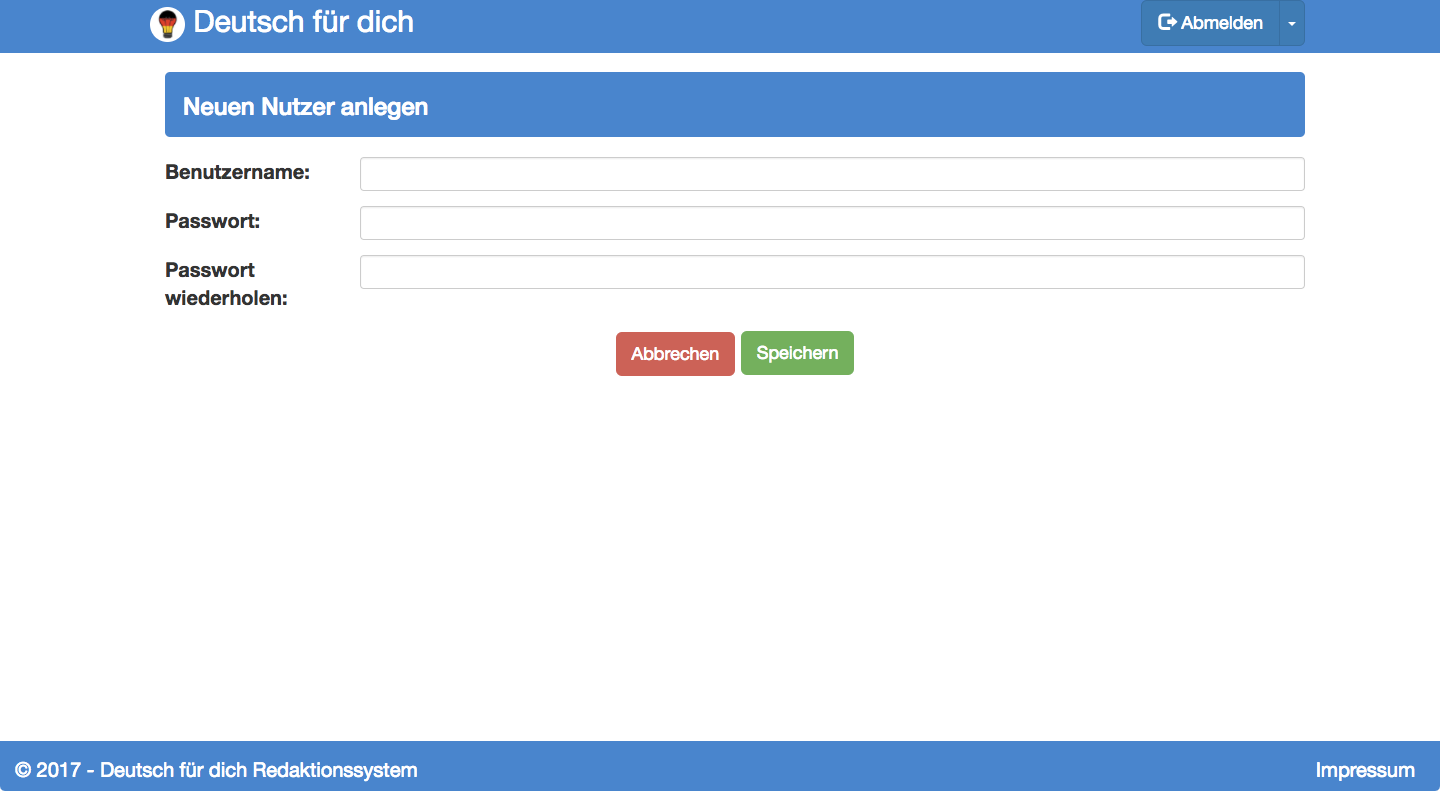 Deutsch für dich
Abmelden
Neuen Nutzer anlegen
Benutzername:
Passwort:
Passwort
wiederholen:
Abbrechen
Speichern
© 2017 - Deutsch für dich Redaktionssystem
Impressum